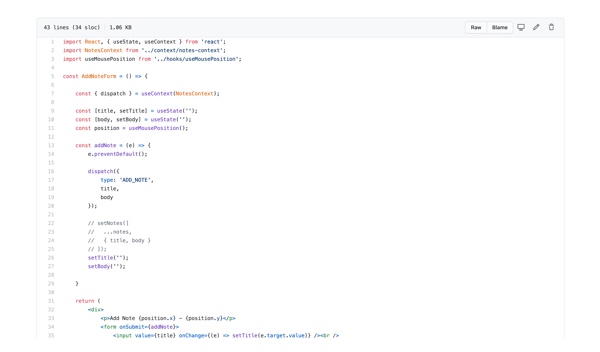 43 lines (34 sloc) 1.06 KB Raw Blame
1 import React, { useState, useContext } from 'react';
2 import NotesContext from '../context/notes-context';
3 import useMousePosition from '../hooks/useMousePosition';
4
5 const AddNoteForm = () => {
6
7 const { dispatch } = useContext(NotesContext);
8
9 const [title, setTitle] = useState('');
10 const [body, setBody] = useState('');
11 const position = useMousePosition();
12
13 const addNote = (e) => {
14 e.preventDefault();
15
16 dispatch({
17 type: 'ADD_NOTE',
18 title,
19 body
20 });
21
22 // setNotes([
23 // ...notes,
24 // { title, body }
25 // ]);
26 setTitle('');
27 setBody('');
28
29 }
30
31 return (
32 <div>
33 <p>Add Note {position.x} - {position.y}</p>
34 <form onSubmit={addNote}>
35 <input value={title} onChange={(e) => setTitle(e.target.value)} /><br />